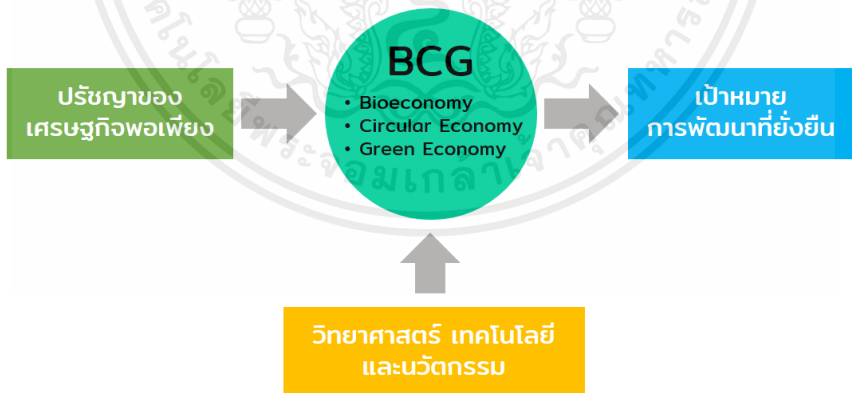 ปรัชญาของ
เศรษฐกิจพอเพียง
BCG
• Bioeconomy
• Circular Economy
• Green Economy
เป้าหมาย
การพัฒนาที่ยั่งยืน
วิทยาศาสตร์ เทคโนโลยี
และนวัตกรรม